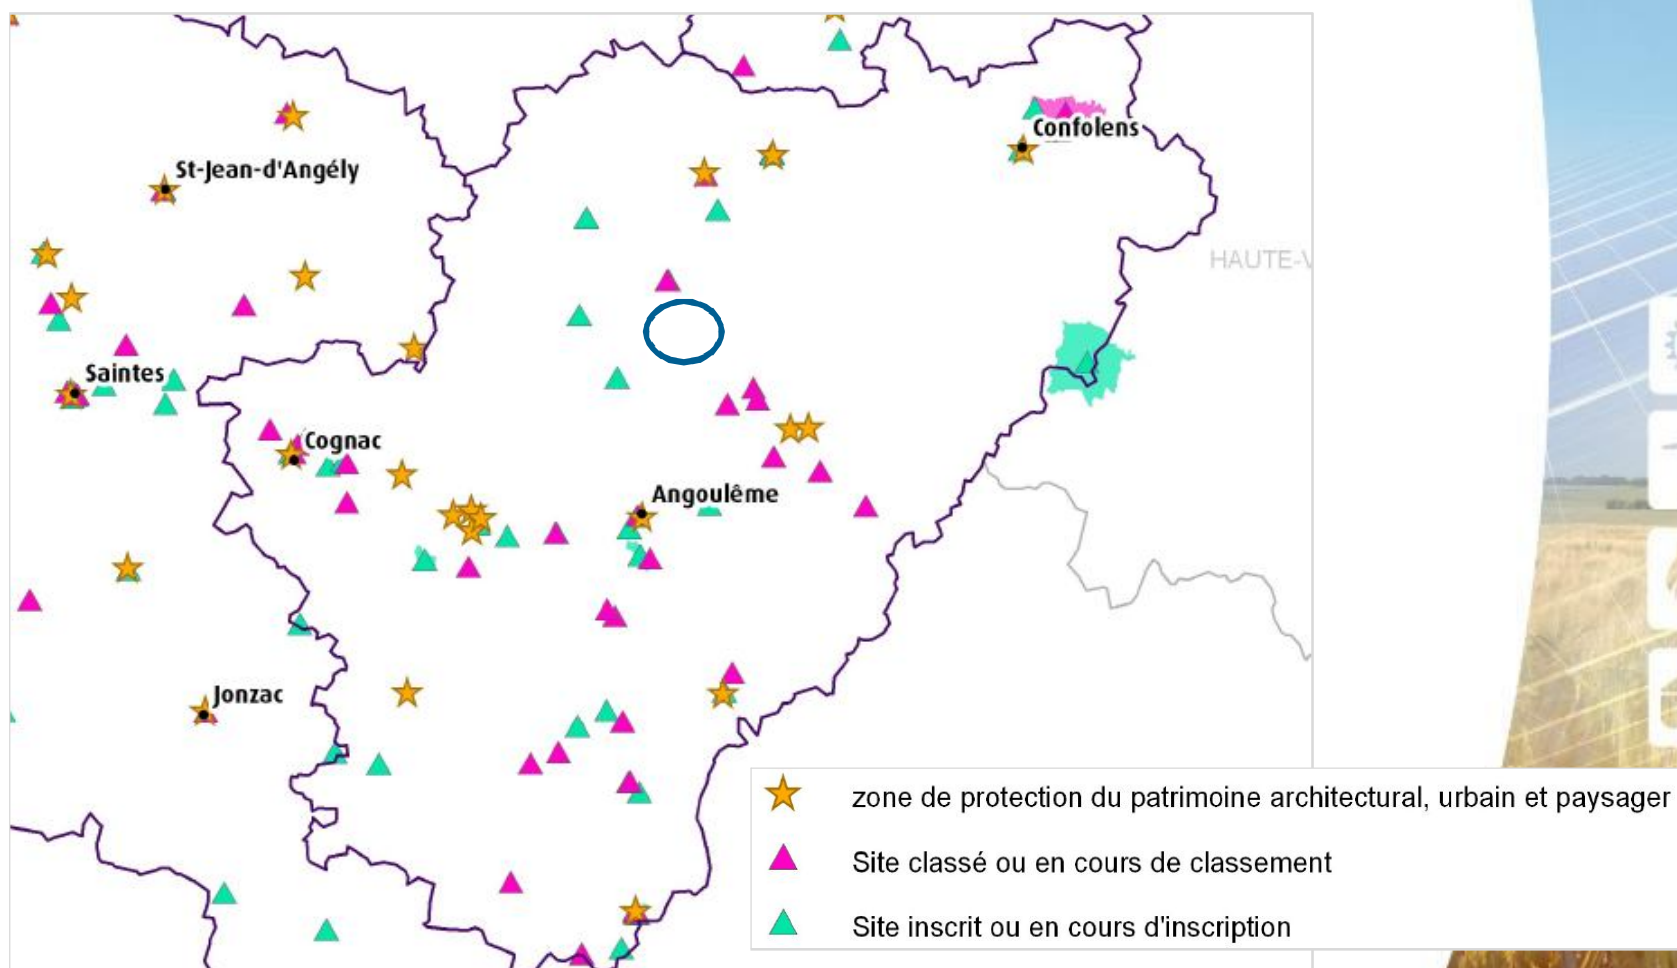 Confolens
St-Jean-d'Angély
HAUTE-V
Saintes
Cognac
Angoulême
Jonzac
zone de protection du patrimoine architectural, urbain et paysager
Site classé ou en cours de classement
Site inscrit ou en cours d'inscription